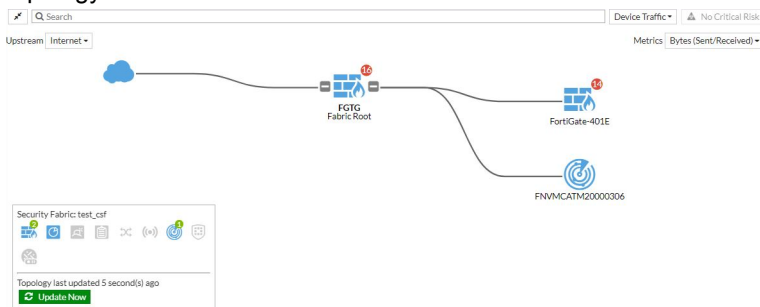 Search
Device Traffic
No Critical Risk
Upstream
Internet
Metrics
Bytes (Sent/Received)
16
FGTG
Fabric Root
14
FortiGate-401E
FNVMCATM20000306
Security Fabric: test_csf
2
1
Topology last updated 5 second(s) ago
Update Now